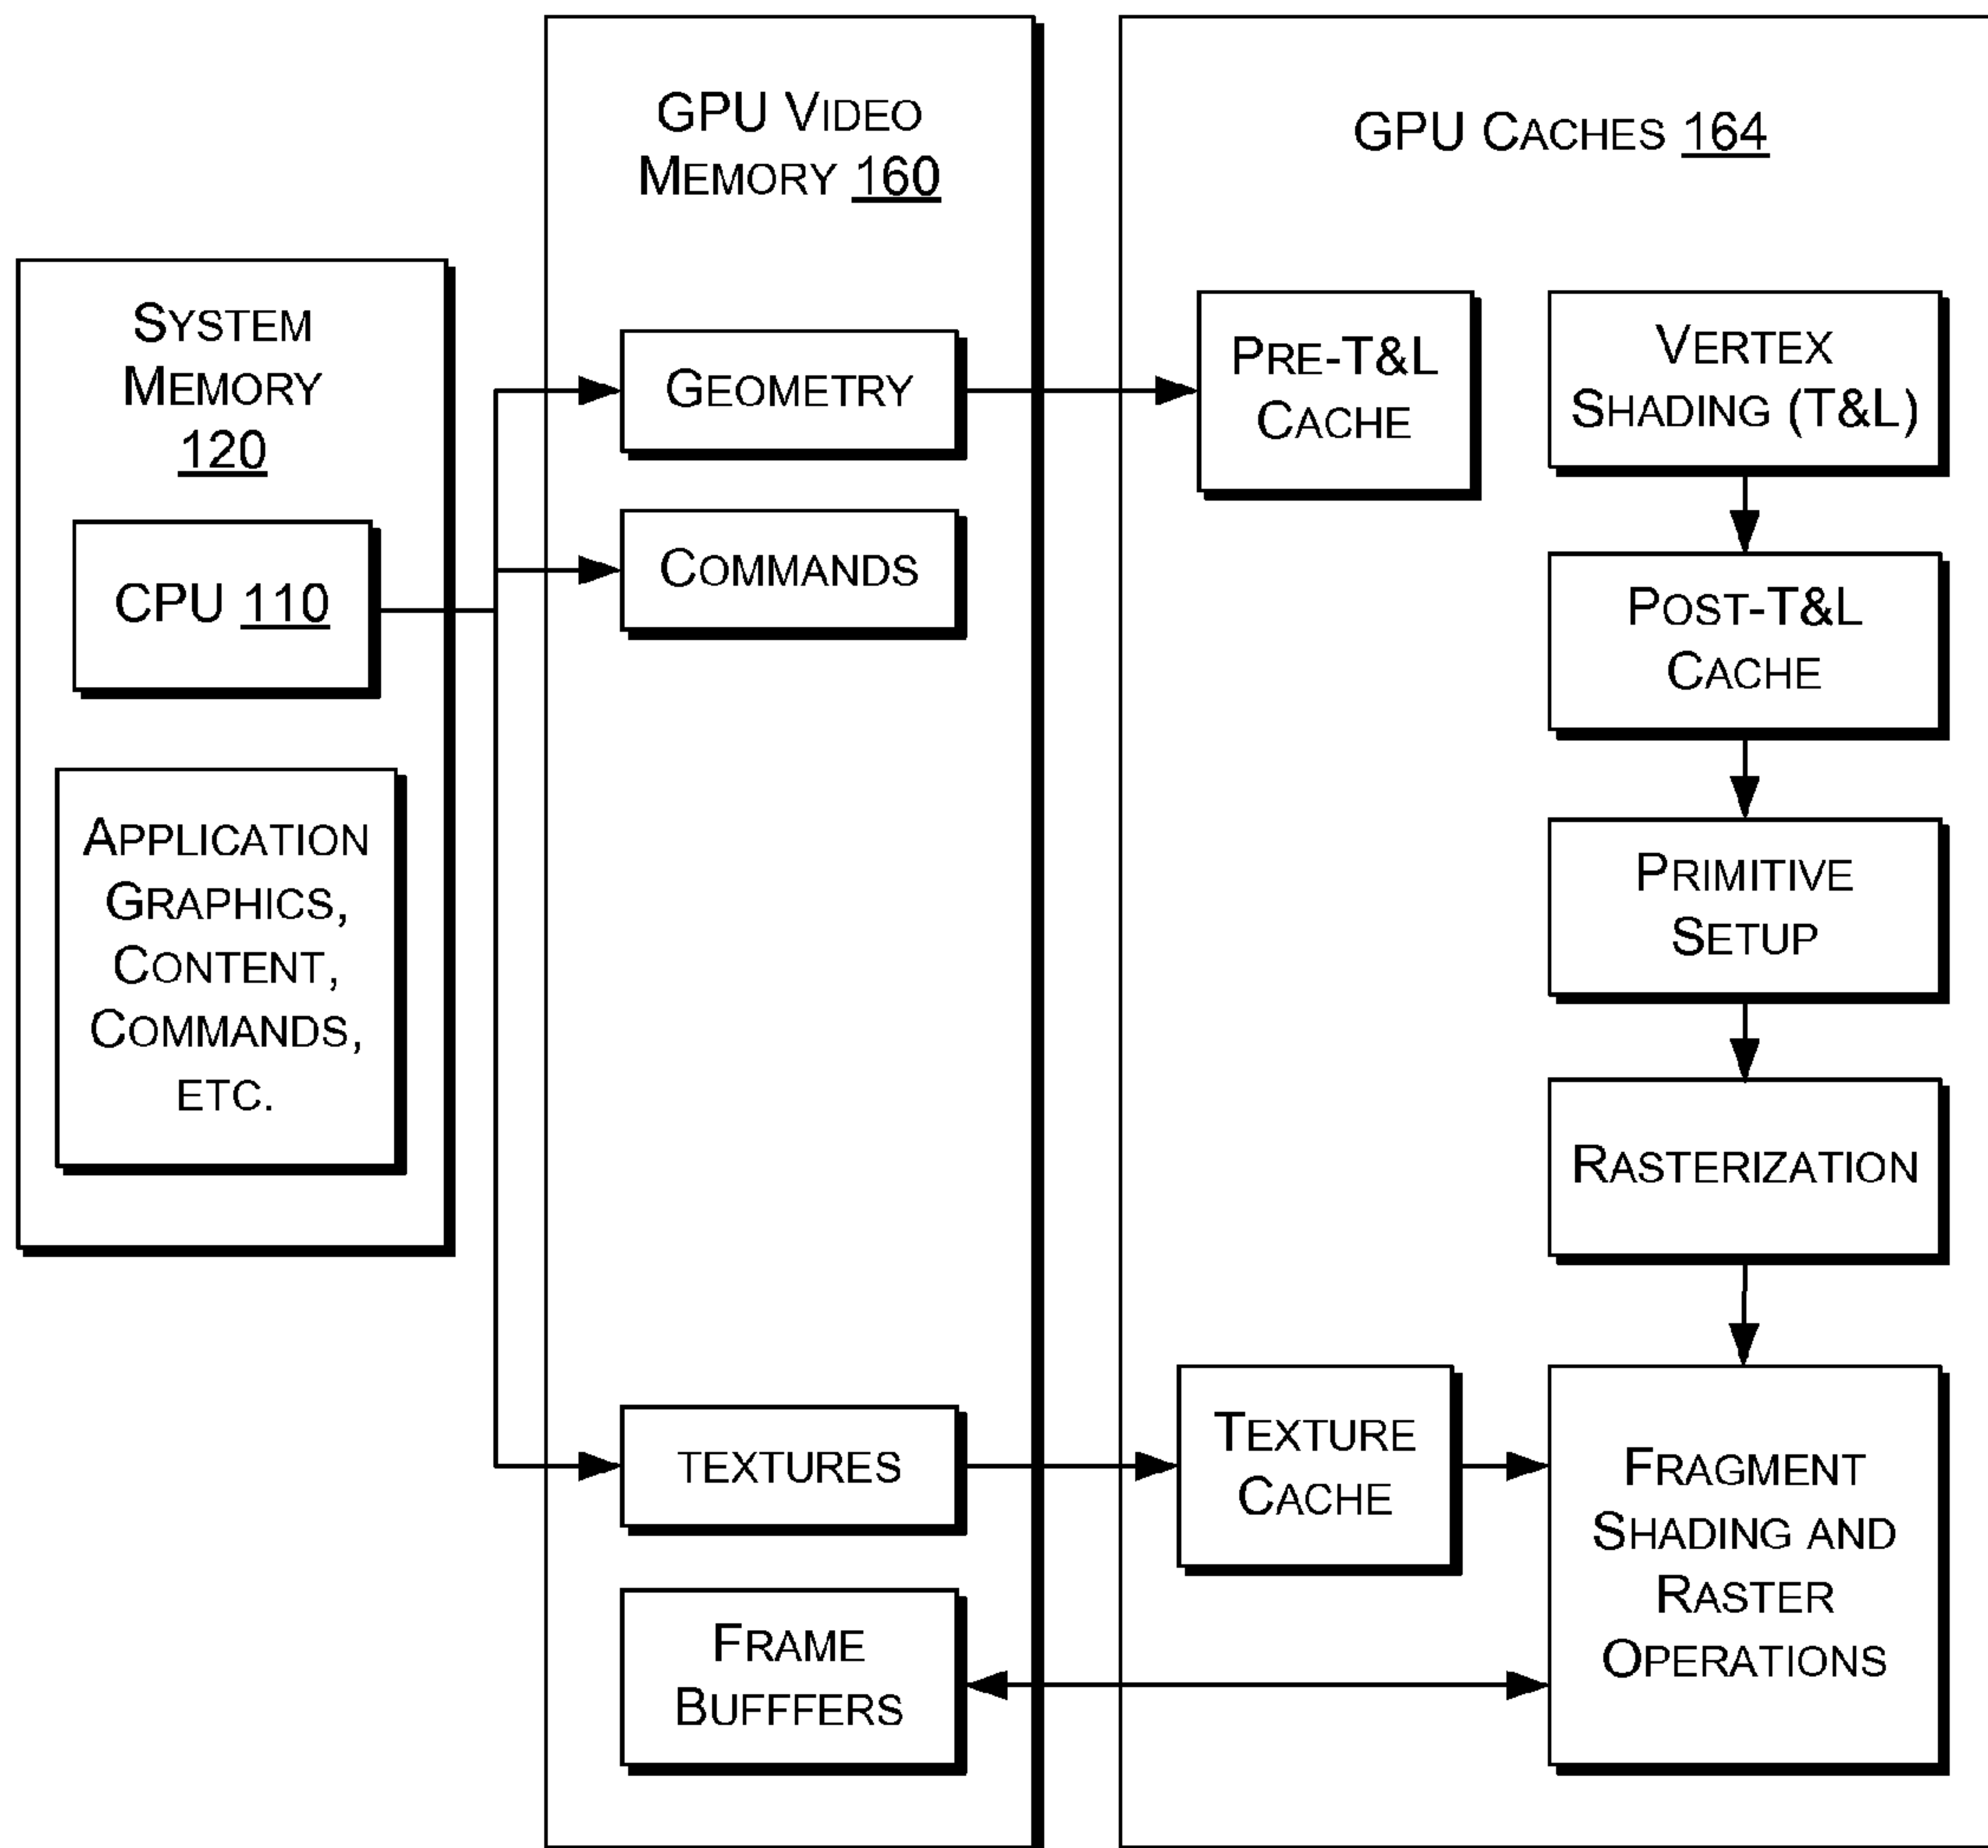 SYSTEM
MEMORY
120
CPU 110
APPLICATION
GRAPHICS,
CONTENT,
COMMANDS,
ETC.
GPU VIDEO
MEMORY 160
GEOMETRY
COMMANDS
TEXTURES
FRAME
BUFFFERS
GPU CACHES 164
PRE-T&L
CACHE
VERTEX
SHADING (T&L)
POST-T&L
CACHE
PRIMITIVE
SETUP
RASTERIZATION
TEXTURE
CACHE
FRAGMENT
SHADING AND
RASTER
OPERATIONS